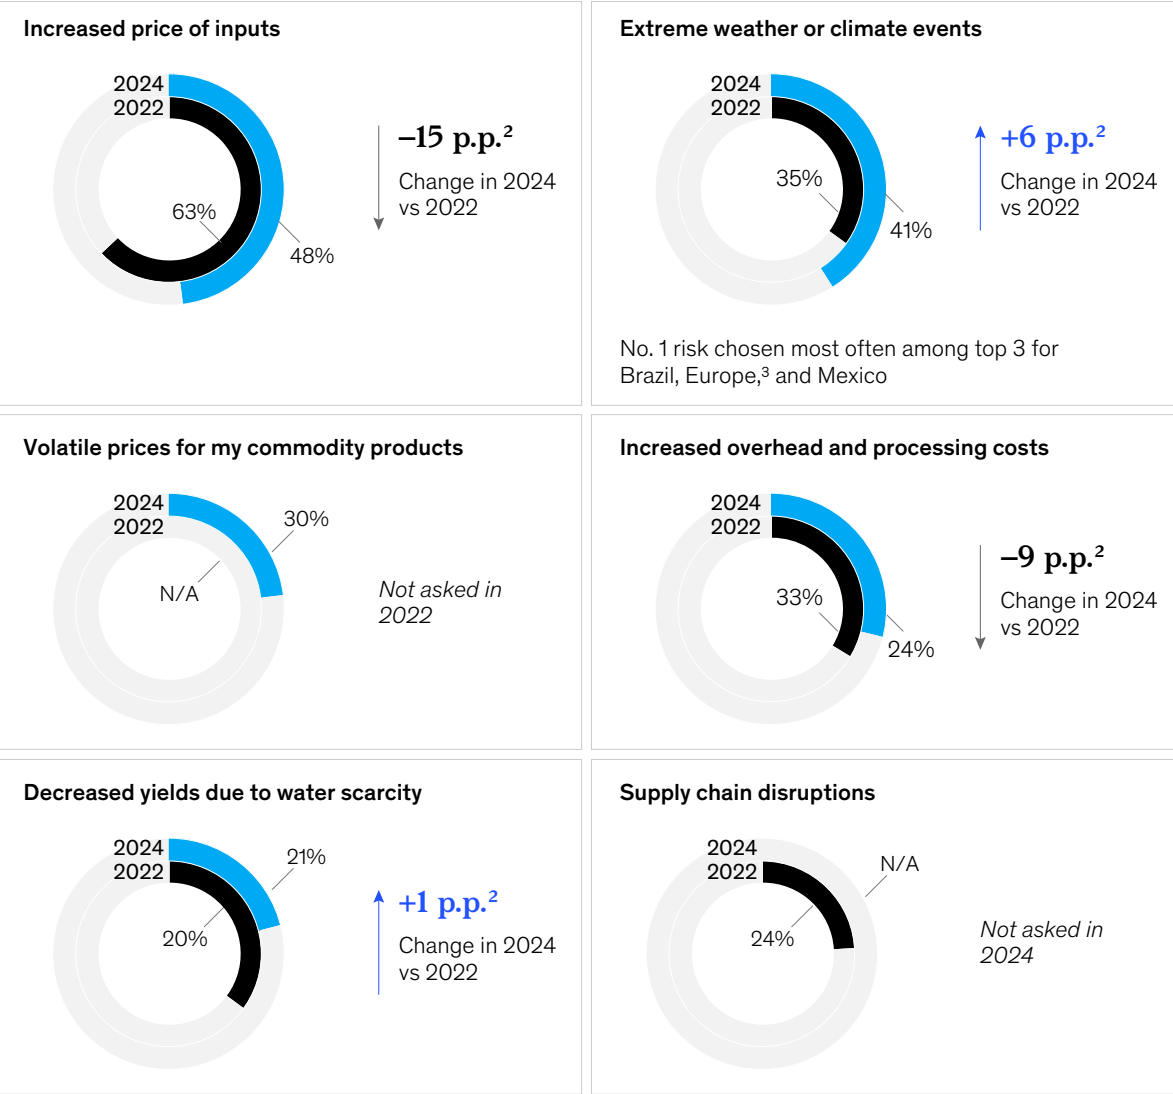 Increased price of inputs
2024
2022
63%
48%
–15 p.p.²
Change in 2024
vs 2022
Extreme weather or climate events
2024
2022
35%
41%
+6 p.p.²
Change in 2024
vs 2022
No. 1 risk chosen most often among top 3 for
Brazil, Europe,³ and Mexico
Volatile prices for my commodity products
2024
2022
30%
N/A
Not asked in
2022
Increased overhead and processing costs
2024
2022
33%
24%
–9 p.p.²
Change in 2024
vs 2022
Decreased yields due to water scarcity
2024
2022
21%
20%
+1 p.p.²
Change in 2024
vs 2022
Supply chain disruptions
2024
2022
N/A
24%
Not asked in
2024